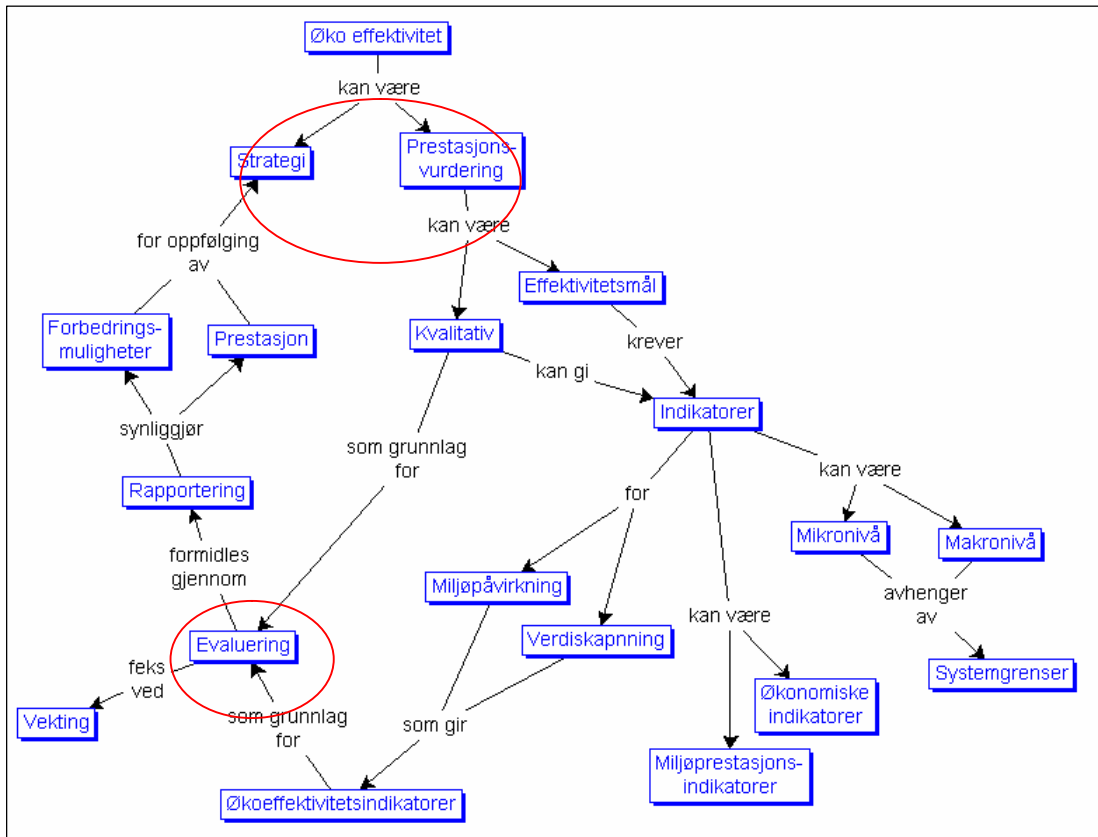 Øko effektivitet
kan være
Strategi
Prestasjons-
vurdering
kan være
for oppfølging
av
Effektivitetsmål
Forbedrings-
muligheter
Prestasjon
Kvalitativ
krever
kan gi
Indikatorer
synliggjør
som grunnlag
for
kan være
Rapportering
for
Mikronivå
Makronivå
formidles
gjennom
Miljøpåvirkning
avhenger
av
kan være
Verdiskapnning
Evaluering
feks
ved
Systemgrenser
Økonomiske
indikatorer
Vekting
som grunnlag
for
som gir
Miljøprestasjons-
indikatorer
Økoeffektivitetsindikatorer